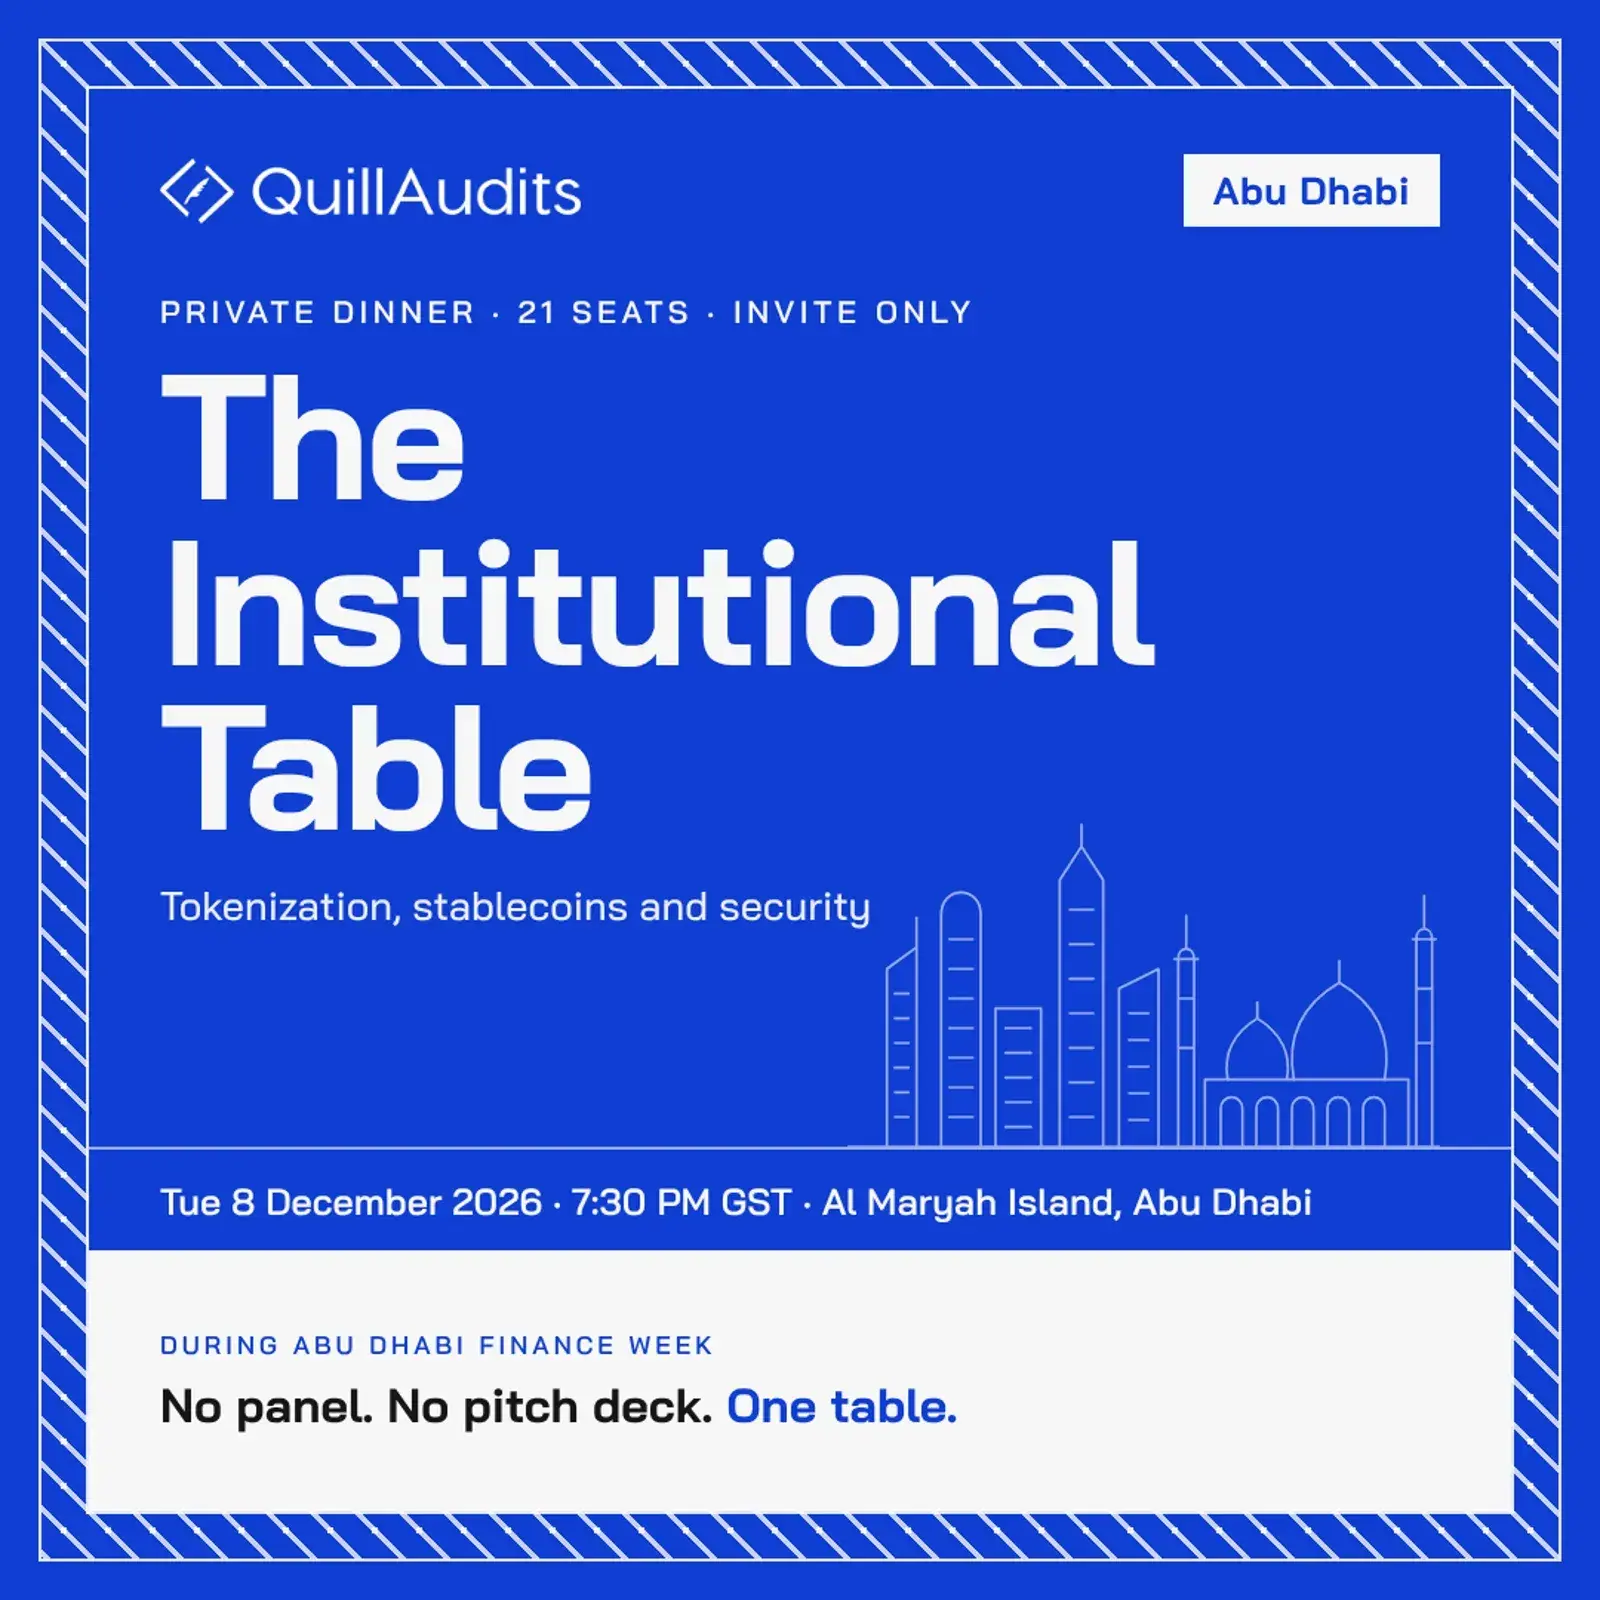 QuillAudits
Abu Dhabi
PRIVATE DINNER · 21 SEATS · INVITE ONLY
The
Institutional
Table
Tokenization, stablecoins and security
Tue 8 December 2026 · 7:30 PM GST · Al Maryah Island, Abu Dhabi
DURING ABU DHABI FINANCE WEEK
No panel. No pitch deck. One table.